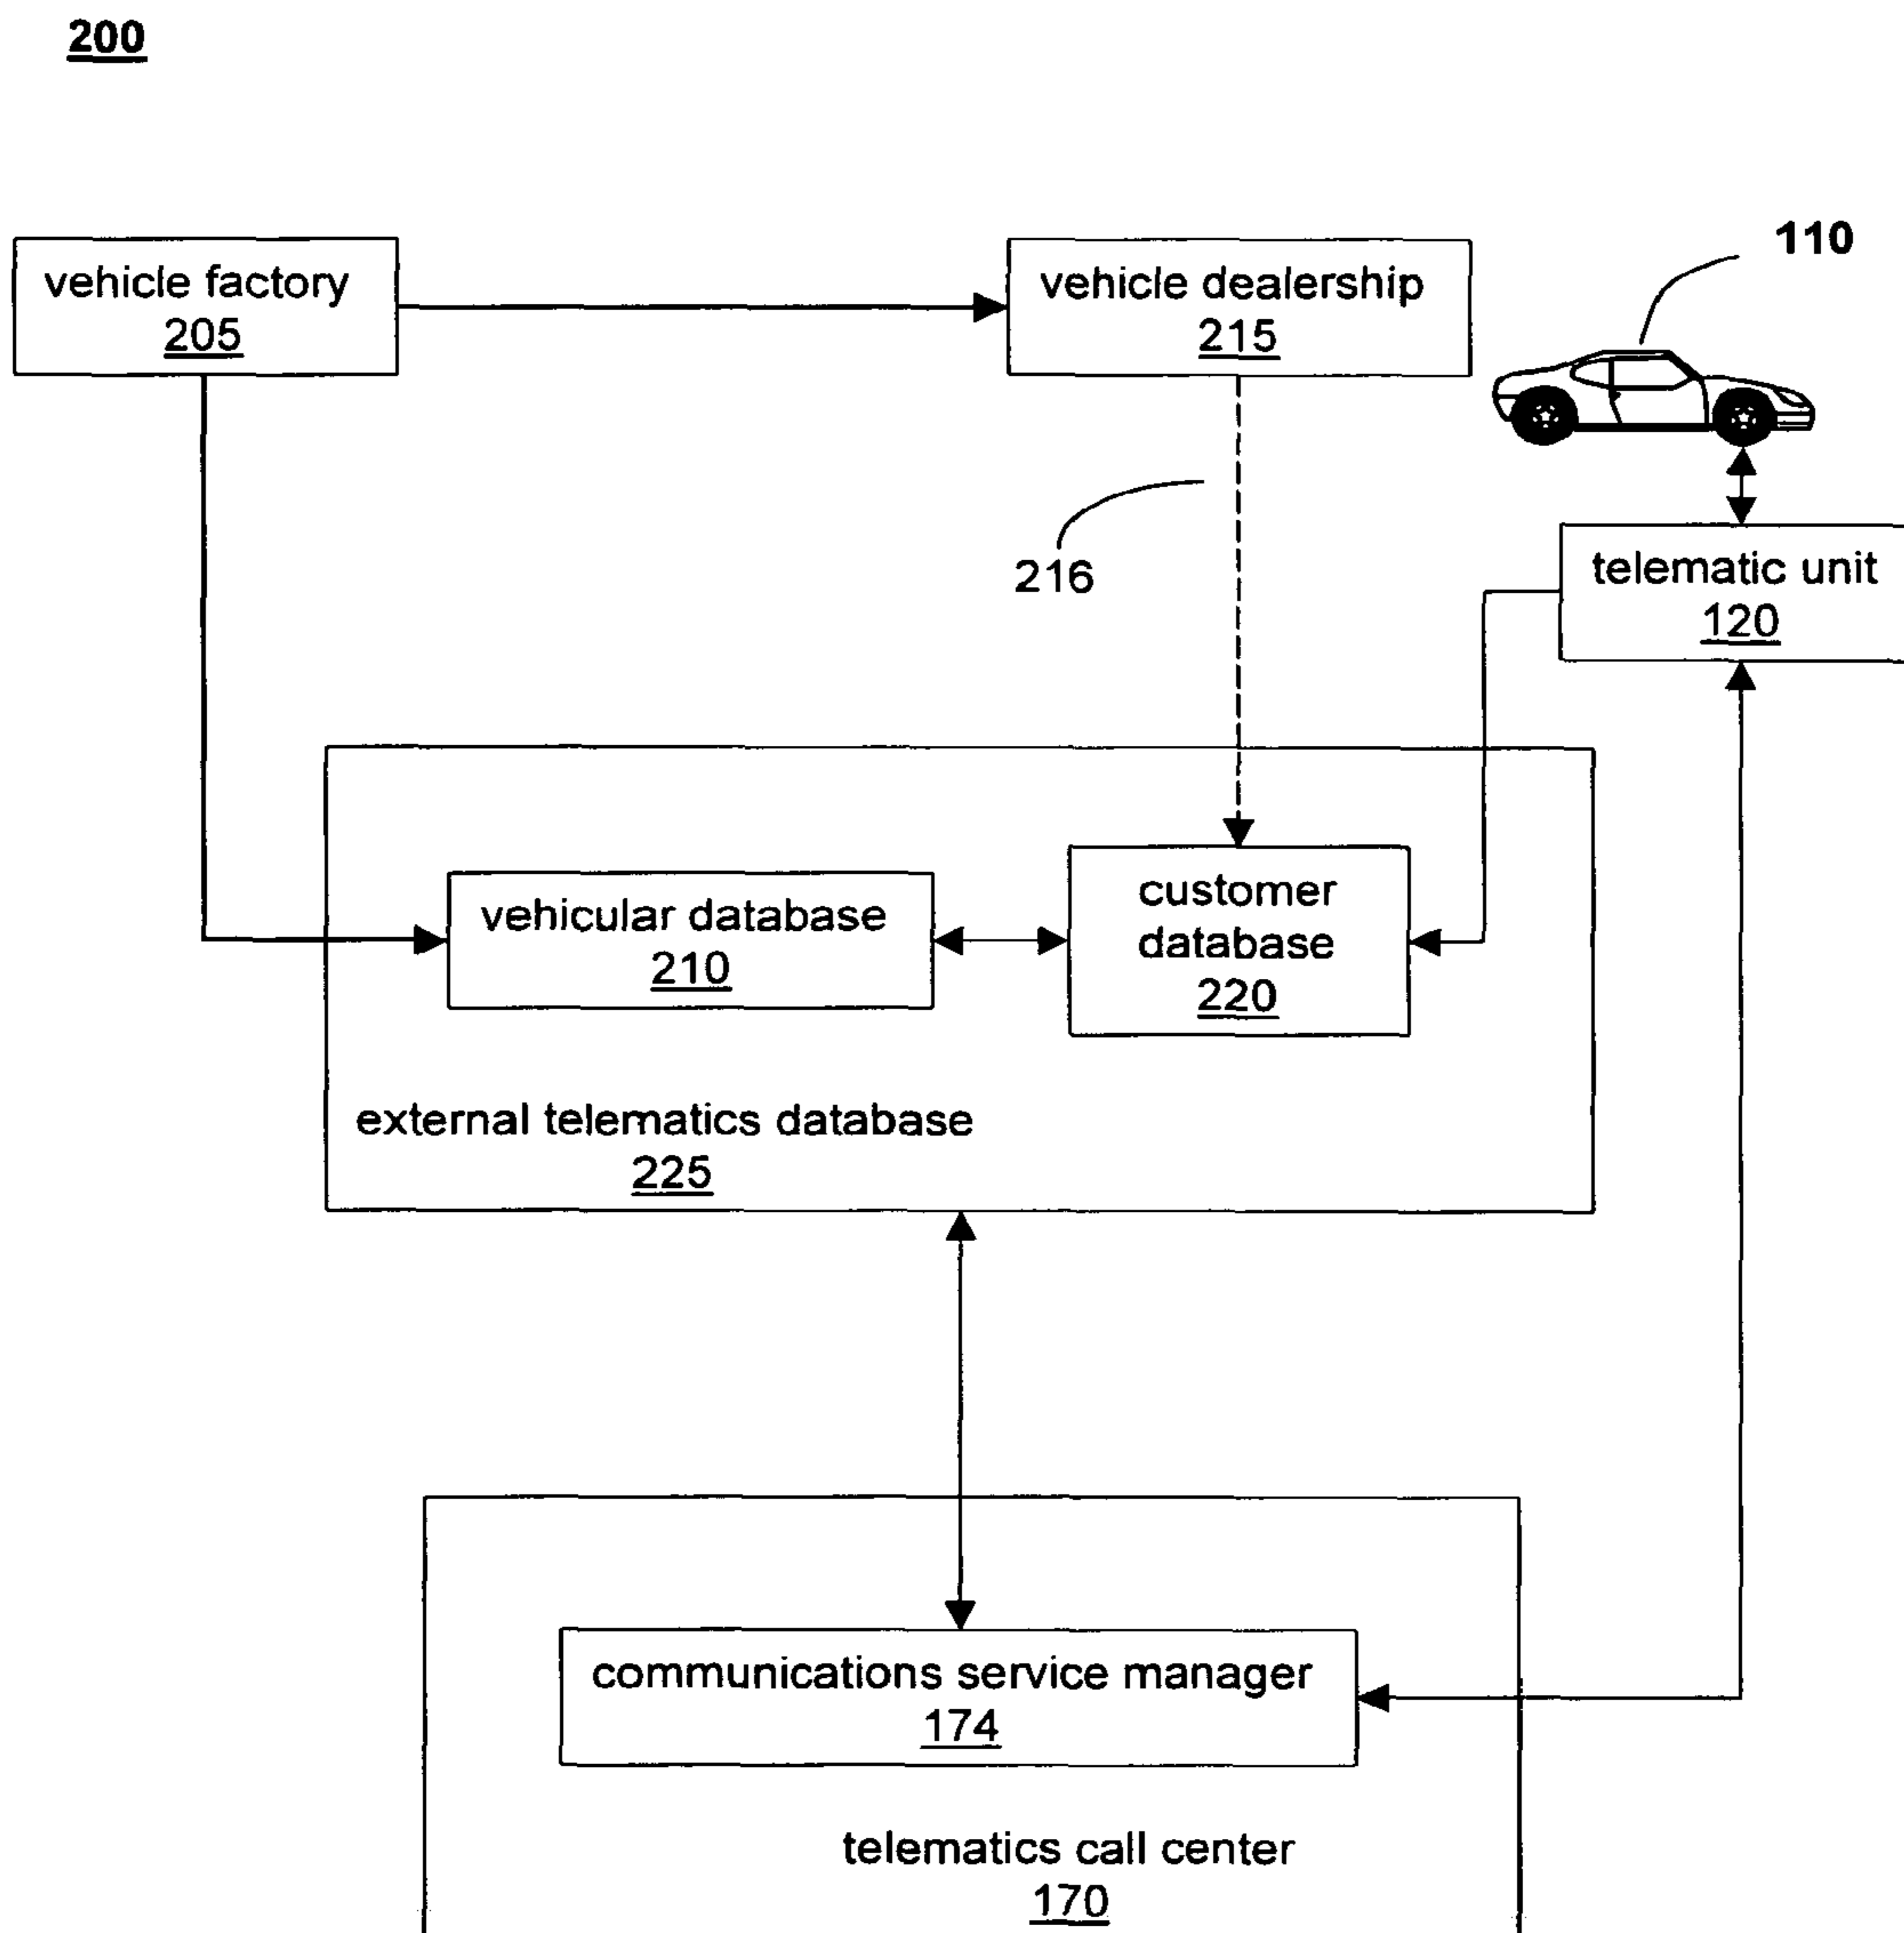 200
110
vehicle factory
205
vehicle dealership
215
216
telematic unit
120
vehicular database
210
customer
database
220
external telematics database
225
communications service manager
174
telematics call center
170